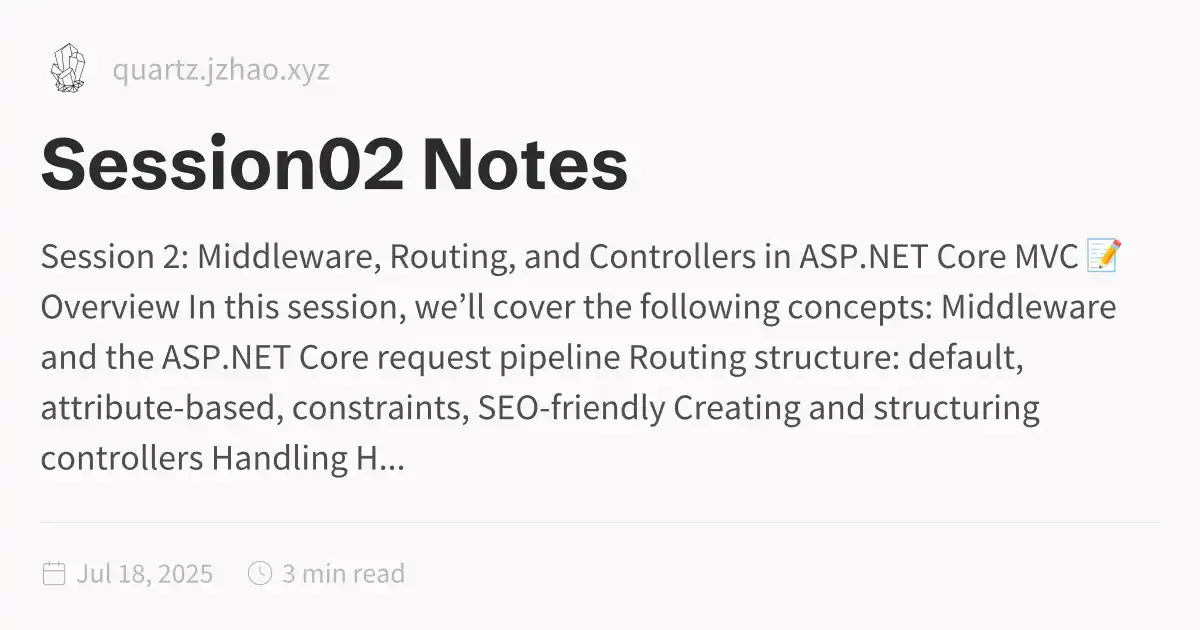 quartz.jzhao.xyz
Session02 Notes
Session 2: Middleware, Routing, and Controllers in ASP.NET Core MVC 📝
Overview In this session, we’ll cover the following concepts: Middleware
and the ASP.NET Core request pipeline Routing structure: default,
attribute-based, constraints, SEO-friendly Creating and structuring
controllers Handling H...
Jul 18, 2025 3 min read